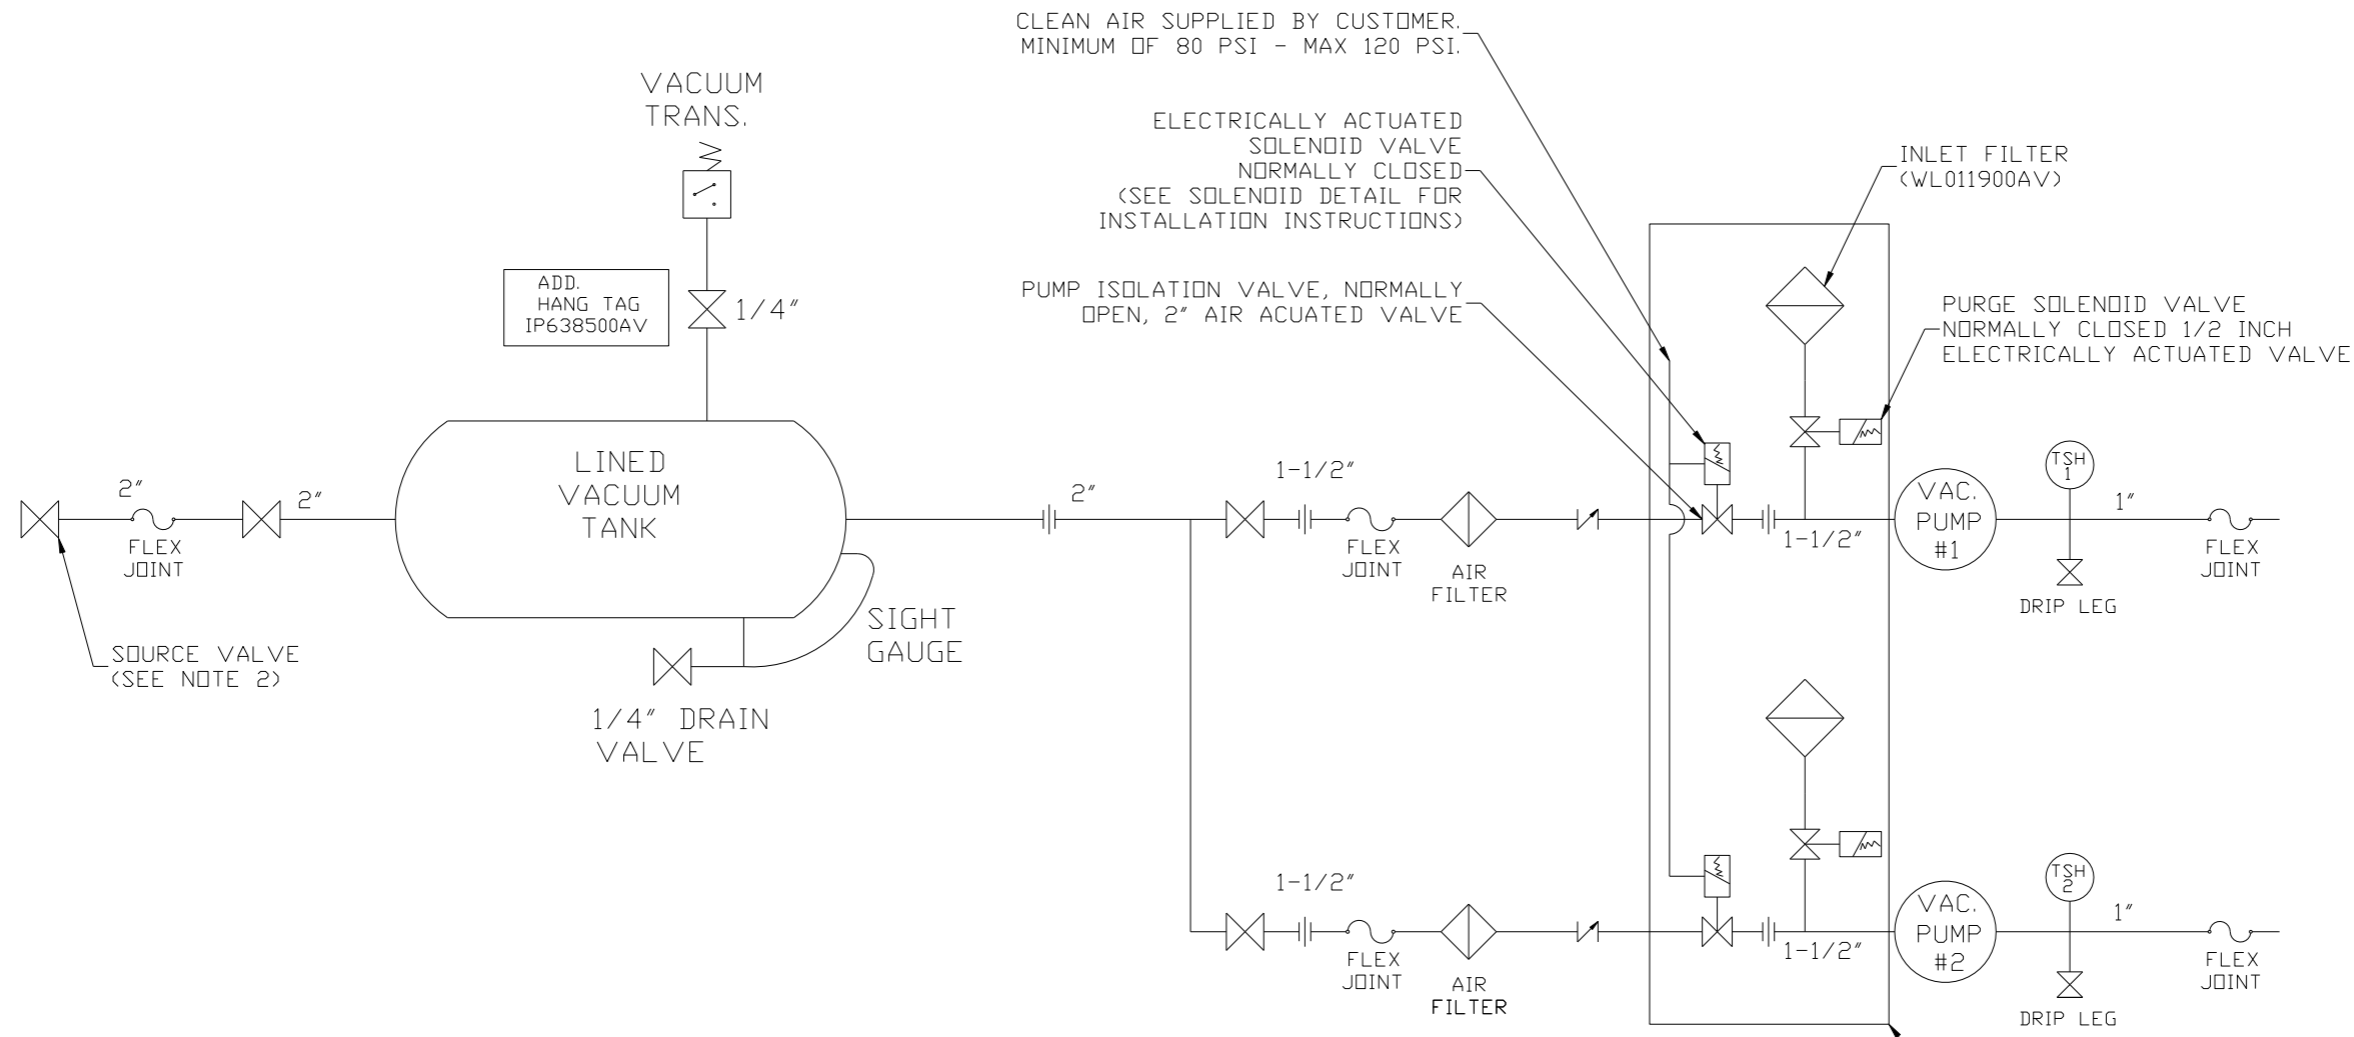 CLEAN AIR SUPPLIED BY CUSTOMER.
MINIMUM OF 80 PSI - MAX 120 PSI.
VACUUM
TRANS.
ELECTRICALLY ACTUATED
SOLENOID VALVE
NORMALLY CLOSED
(SEE SOLENOID DETAIL FOR
INSTALLATION INSTRUCTIONS)
INLET FILTER
(WL011900AV)
ADD.
HANG TAG
IP638500AV
1/4"
PUMP ISOLATION VALVE, NORMALLY
OPEN, 2" AIR ACUATED VALVE
PURGE SOLENOID VALVE
NORMALLY CLOSED 1/2 INCH
ELECTRICALLY ACTUATED VALVE
2"
FLEX
JOINT
2"
LINED
VACUUM
TANK
2"
1-1/2"
FLEX
JOINT
AIR
FILTER
1-1/2"
VAC.
PUMP
#1
TSH
1
1"
DRIP LEG
FLEX
JOINT
SOURCE VALVE
(SEE NOTE 2)
SIGHT
GAUGE
1/4" DRAIN
VALVE
1-1/2"
FLEX
JOINT
AIR
FILTER
1-1/2"
VAC.
PUMP
#2
TSH
2
1"
DRIP LEG
FLEX
JOINT